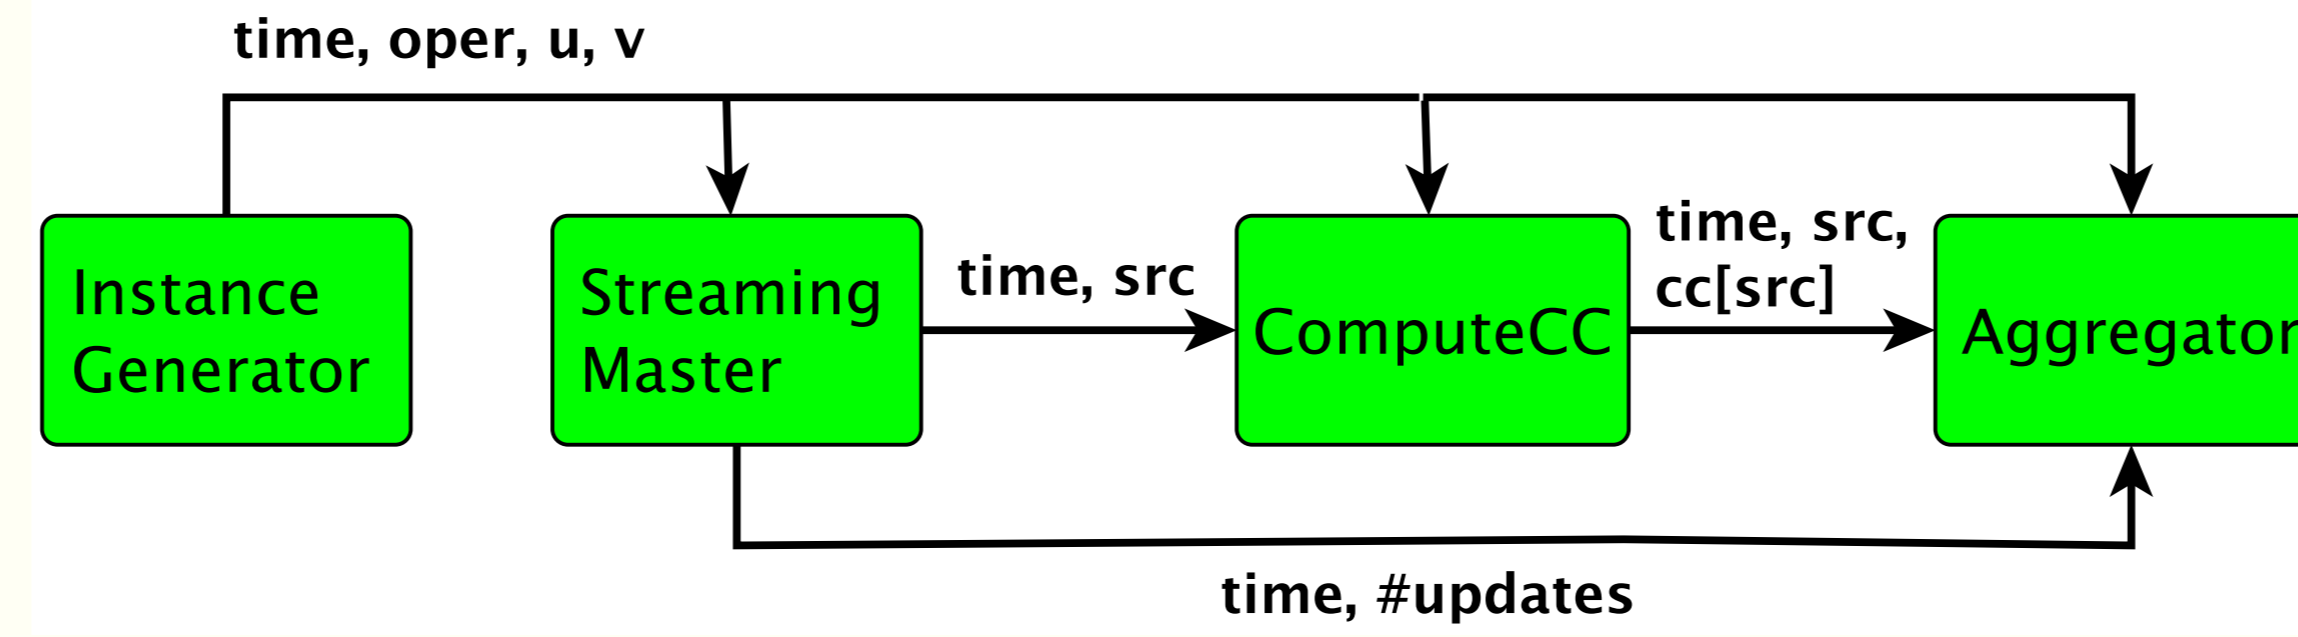 time, oper, u, v
Instance
Generator
Streaming
Master
time, src
ComputeCC
time, src,
cc[src]
Aggregator
time, #updates